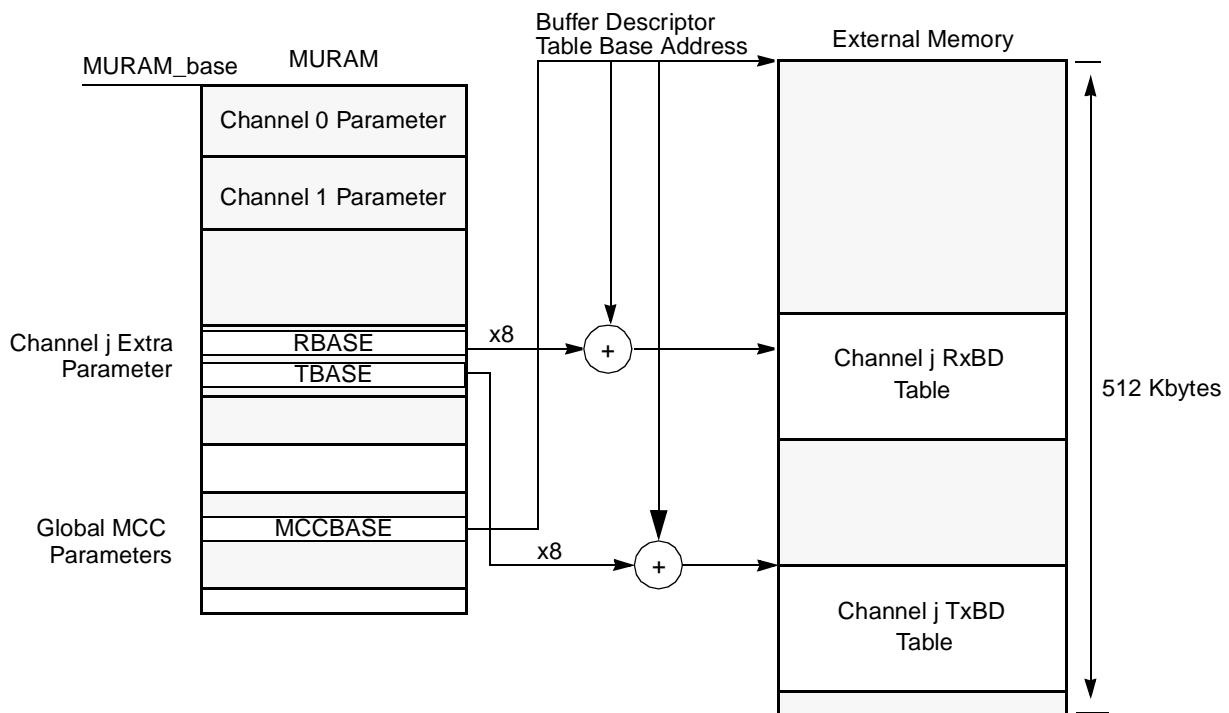 Buffer Descriptor
Table Base Address
External Memory
MURAM_base
MURAM
Channel 0 Parameter
Channel 1 Parameter
Channel j Extra
Parameter
RBASE
x8
+
TBASE
Channel j RxBD
Table
512 Kbytes
Global MCC
Parameters
MCCBASE
x8
+
Channel j TxBD
Table